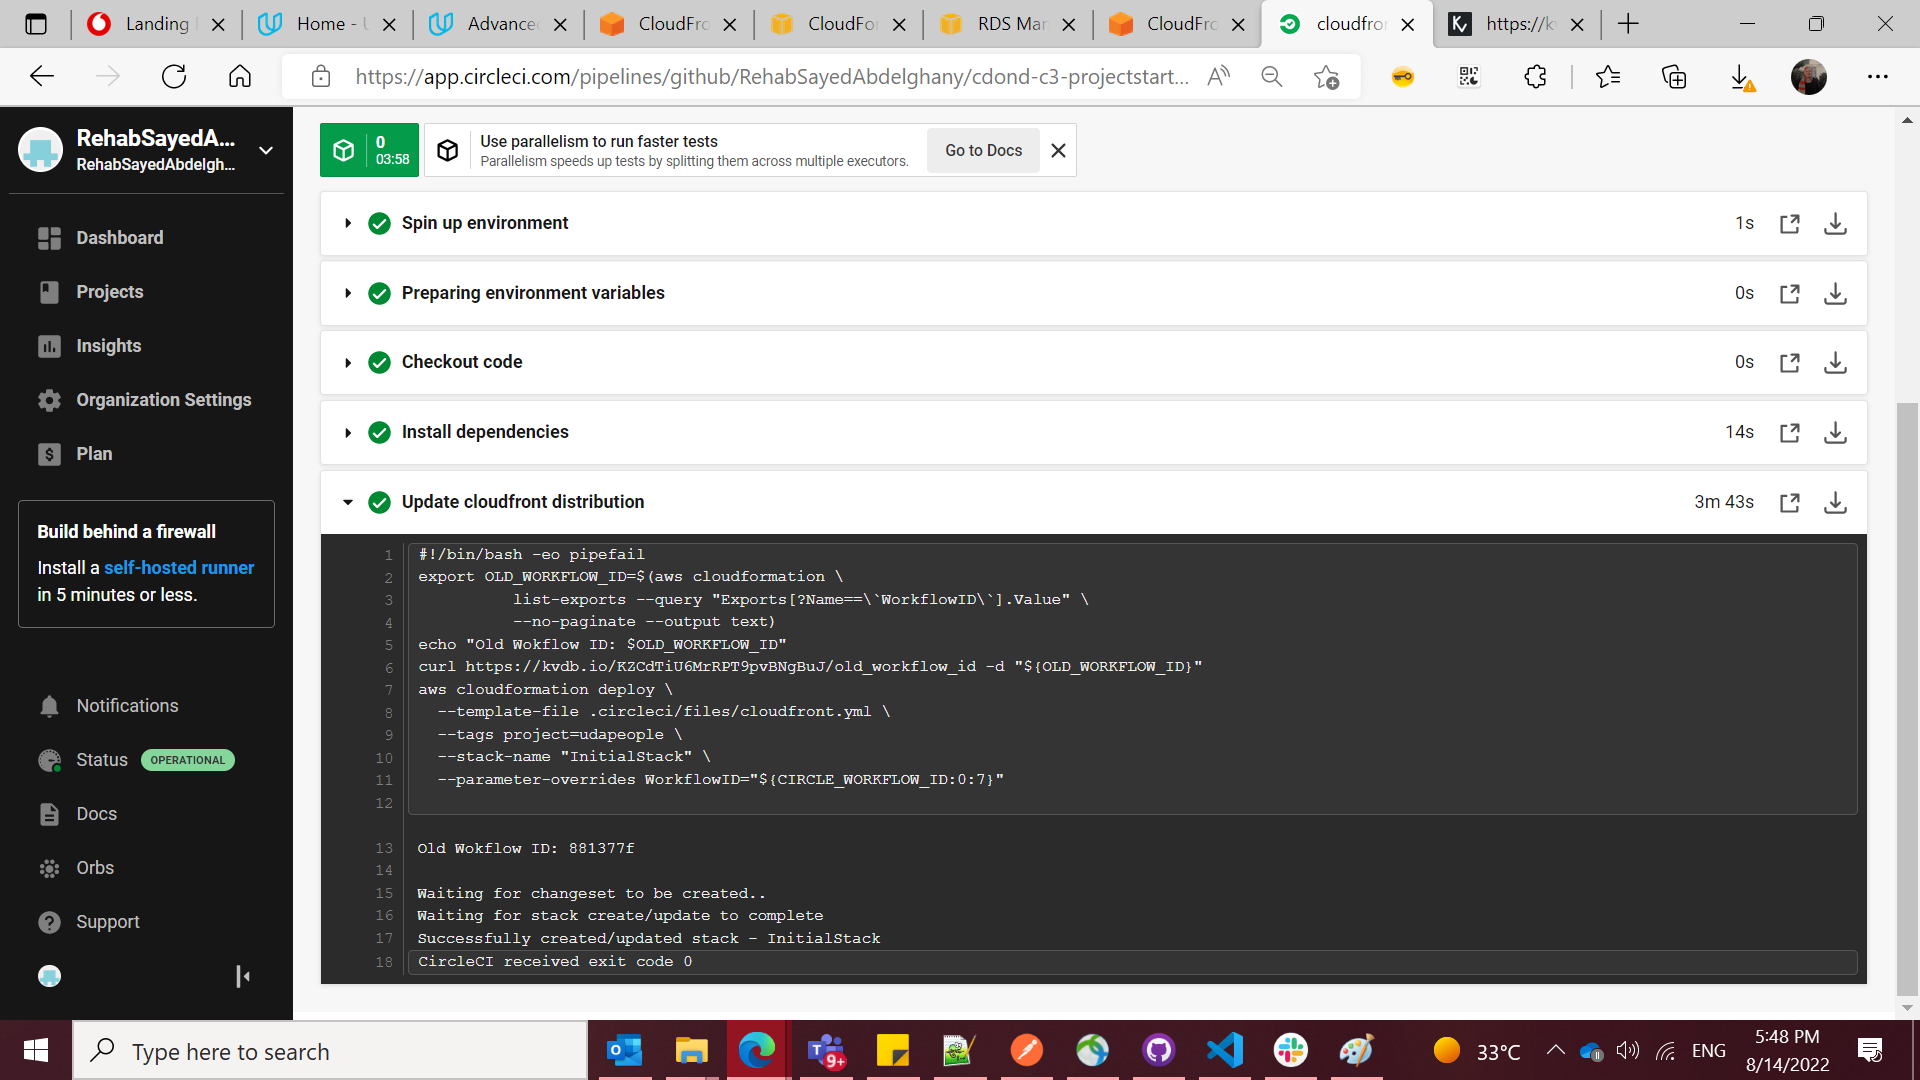 Landing
Home -
Advance
CloudFro
CloudFo
RDS Ma
CloudFro
cloudfro
https://k
https://app.circleci.com/pipelines/github/RehabSayedAbdelghany/cdond-c3-projectstart...
RehabSayedA...
RehabSayedAbdelgh...
Dashboard
Projects
Insights
Organization Settings
Plan
Build behind a firewall
Install a self-hosted runner
in 5 minutes or less.
Notifications
Status OPERATIONAL
Docs
Orbs
Support
0
03:58
Use parallelism to run faster tests
Parallelism speeds up tests by splitting them across multiple executors.
Go to Docs
Spin up environment 1s
Preparing environment variables 0s
Checkout code 0s
Install dependencies 14s
Update cloudfront distribution 3m 43s
1 #!/bin/bash -eo pipefail
2 export OLD_WORKFLOW_ID=$(aws cloudformation \
3 list-exports --query "Exports[?Name==\`WorkflowID\`].Value" \
4 --no-paginate --output text)
5 echo "Old Wokflow ID: $OLD_WORKFLOW_ID"
6 curl https://kvdb.io/KZCdTiU6MrRPT9pvBNgBuJ/old_workflow_id -d "${OLD_WORKFLOW_ID}"
7 aws cloudformation deploy \
8 --template-file .circleci/files/cloudfront.yml \
9 --tags project=udapeople \
10 --stack-name "InitialStack" \
11 --parameter-overrides WorkflowID="${CIRCLE_WORKFLOW_ID:0:7}"
12
13 Old Wokflow ID: 881377f
14
15 Waiting for changeset to be created..
16 Waiting for stack create/update to complete
17 Successfully created/updated stack - InitialStack
18 CircleCI received exit code 0
Type here to search
9+
33°C
ENG
5:48 PM
8/14/2022